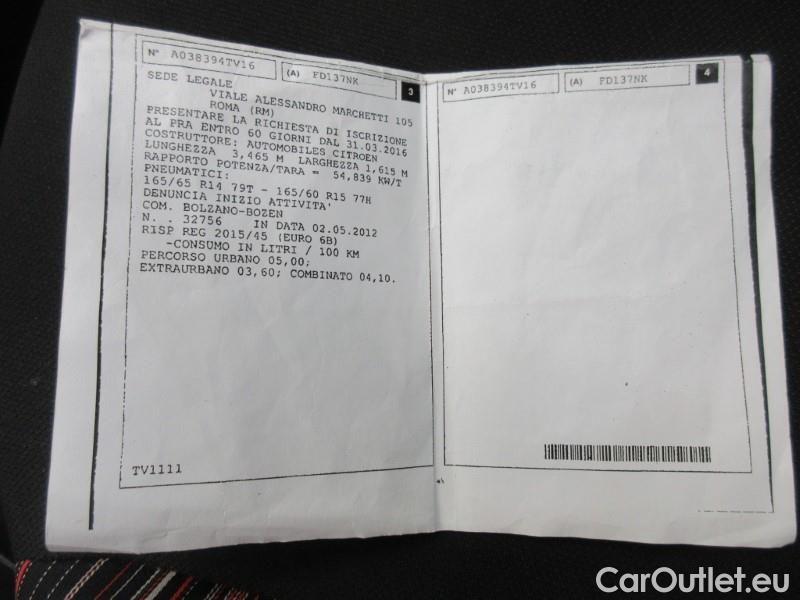 N° A038394TV16 (A) FD137NK 3
SEDE LEGALE
VIALE ALESSANDRO MARCHETTI 105
ROMA (RM)
PRESENTARE LA RICHIESTA DI ISCRIZIONE
AL PRA ENTRO 60 GIORNI DAL 31.03.2016
COSTRUTTORE: AUTOMOBILES CITROEN
LUNGHEZZA 3,465 M LARGHEZZA 1,615 M
RAPPORTO POTENZA/TARA = 54,839 KW/T
PNEUMATICI:
165/65 R14 79T - 165/60 R15 77H
DENUNCIA INIZIO ATTIVITA'
COM. BOLZANO-BOZEN
N. . 32756 IN DATA 02.05.2012
RISP REG 2015/45 (EURO 6B)
-CONSUMO IN LITRI / 100 KM
PERCORSO URBANO 05,00;
EXTRAURBANO 03,60; COMBINATO 04,10.
TV1111
N° A038394TV16 (A) FD137NK 4
CarOutlet.eu